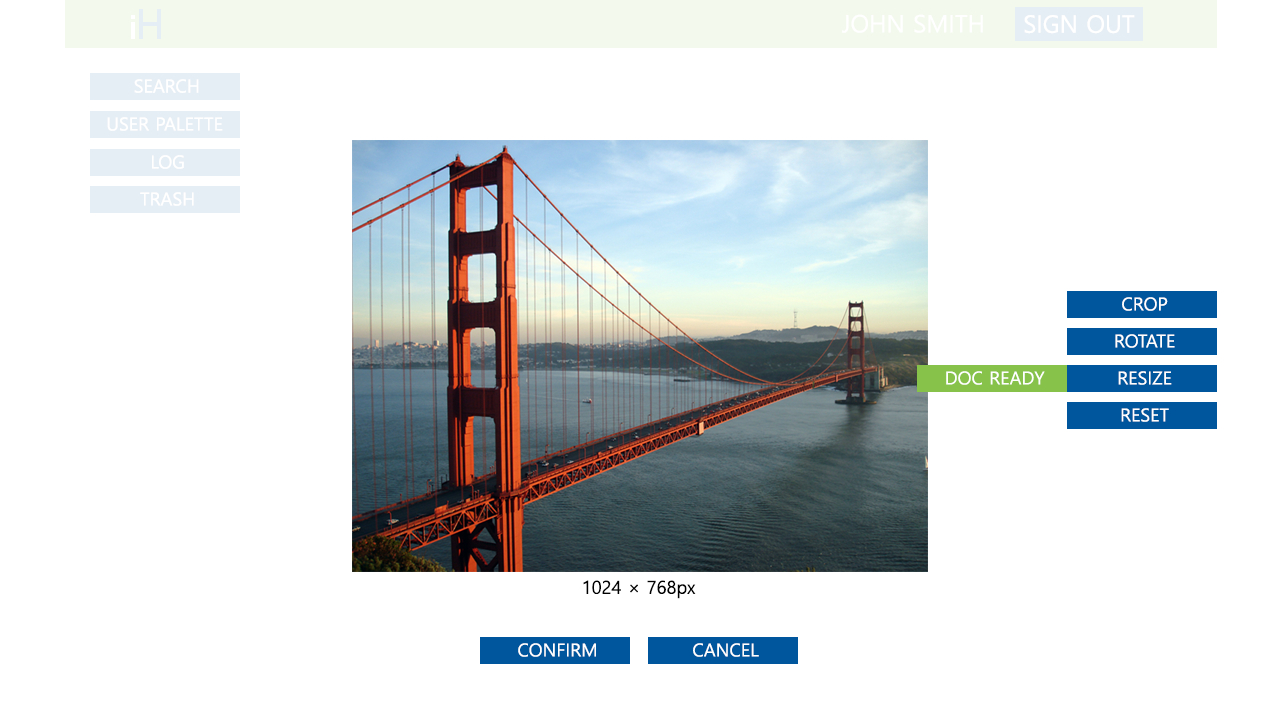 iH
JOHN SMITH
SIGN OUT
SEARCH
USER PALETTE
LOG
TRASH
CROP
ROTATE
DOC READY
RESIZE
RESET
1024 × 768px
CONFIRM
CANCEL